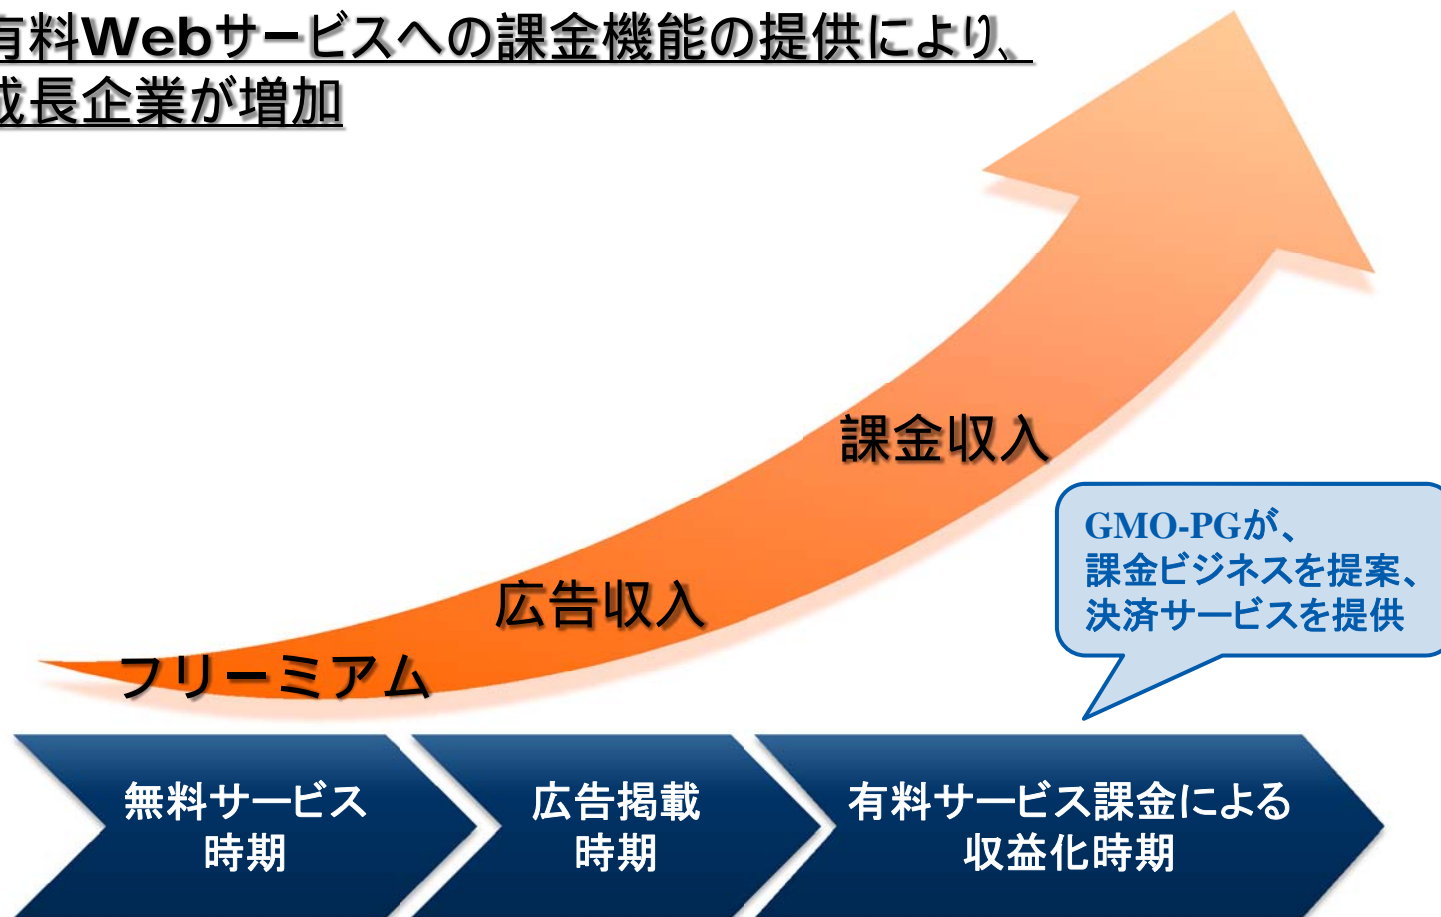 有料Webサービスへの課金機能の提供により、
成長企業が増加
課金収入
GMO-PGが、
課金ビジネスを提案、
決済サービスを提供
広告収入
フリーミアム
無料サービス
時期
広告掲載
時期
有料サービス課金による
収益化時期